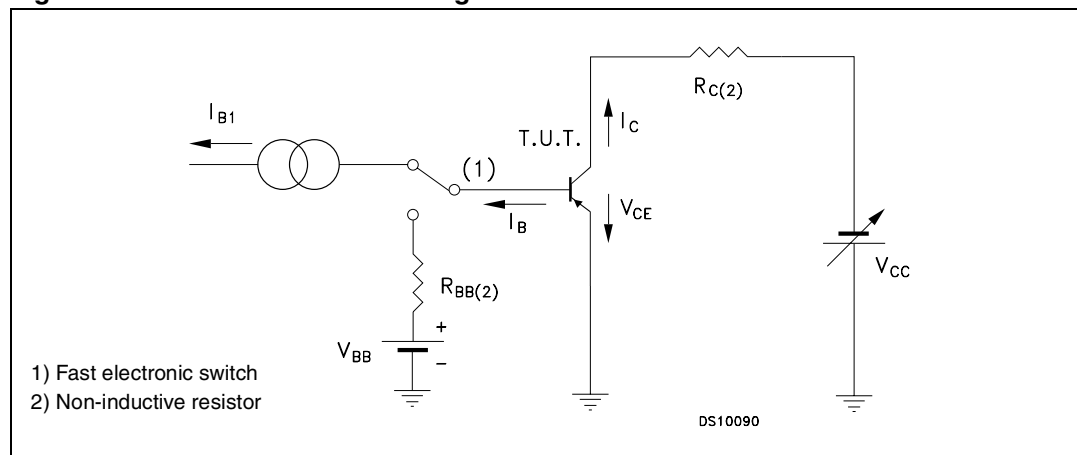 I_B1
R_C(2)
I_C
T.U.T.
(1)
I_B
V_CE
V_CC
R_BB(2)
+
V_BB
−
1) Fast electronic switch
2) Non-inductive resistor
DS10090